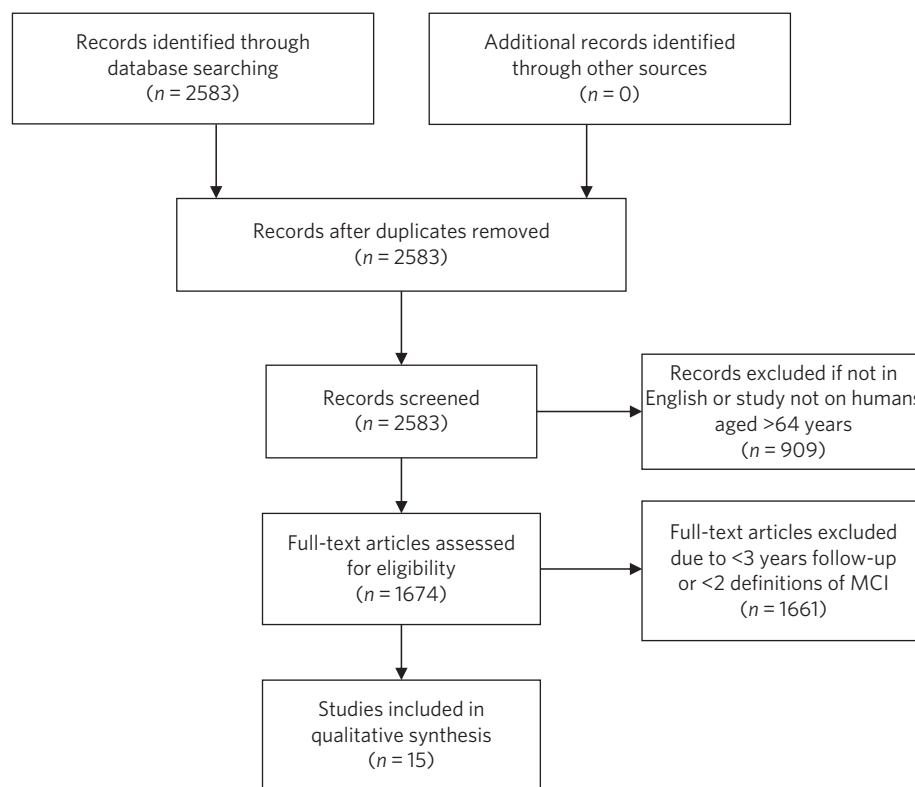 Records identified through
database searching
(n = 2583)
Additional records identified
through other sources
(n = 0)
Records after duplicates removed
(n = 2583)
Records screened
(n = 2583)
Records excluded if not in
English or study not on humans
aged >64 years
(n = 909)
Full-text articles assessed
for eligibility
(n = 1674)
Full-text articles excluded
due to <3 years follow-up
or <2 definitions of MCI
(n = 1661)
Studies included in
qualitative synthesis
(n = 15)